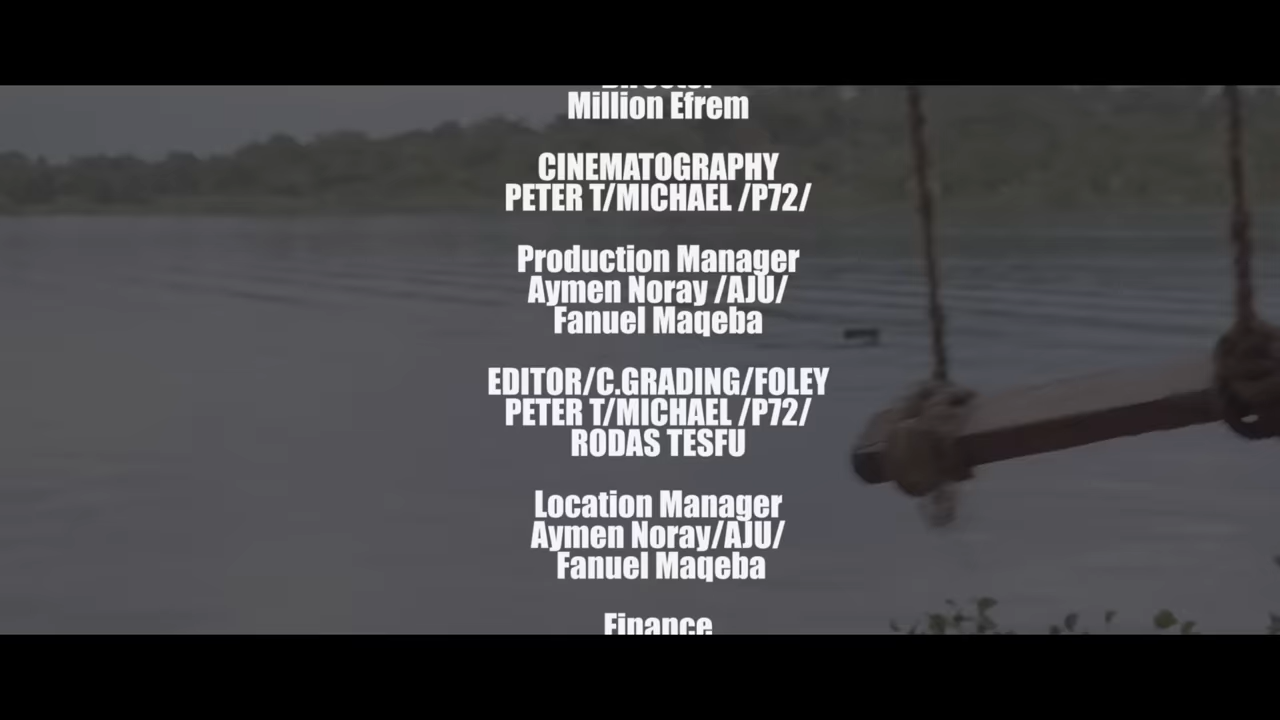 Million Efrem
CINEMATOGRAPHY
PETER T/MICHAEL /P72/
Production Manager
Aymen Noray /AJU/
Fanuel Maqeba
EDITOR/C.GRADING/FOLEY
PETER T/MICHAEL /P72/
RODAS TESFU
Location Manager
Aymen Noray/AJU/
Fanuel Maqeba
Finance